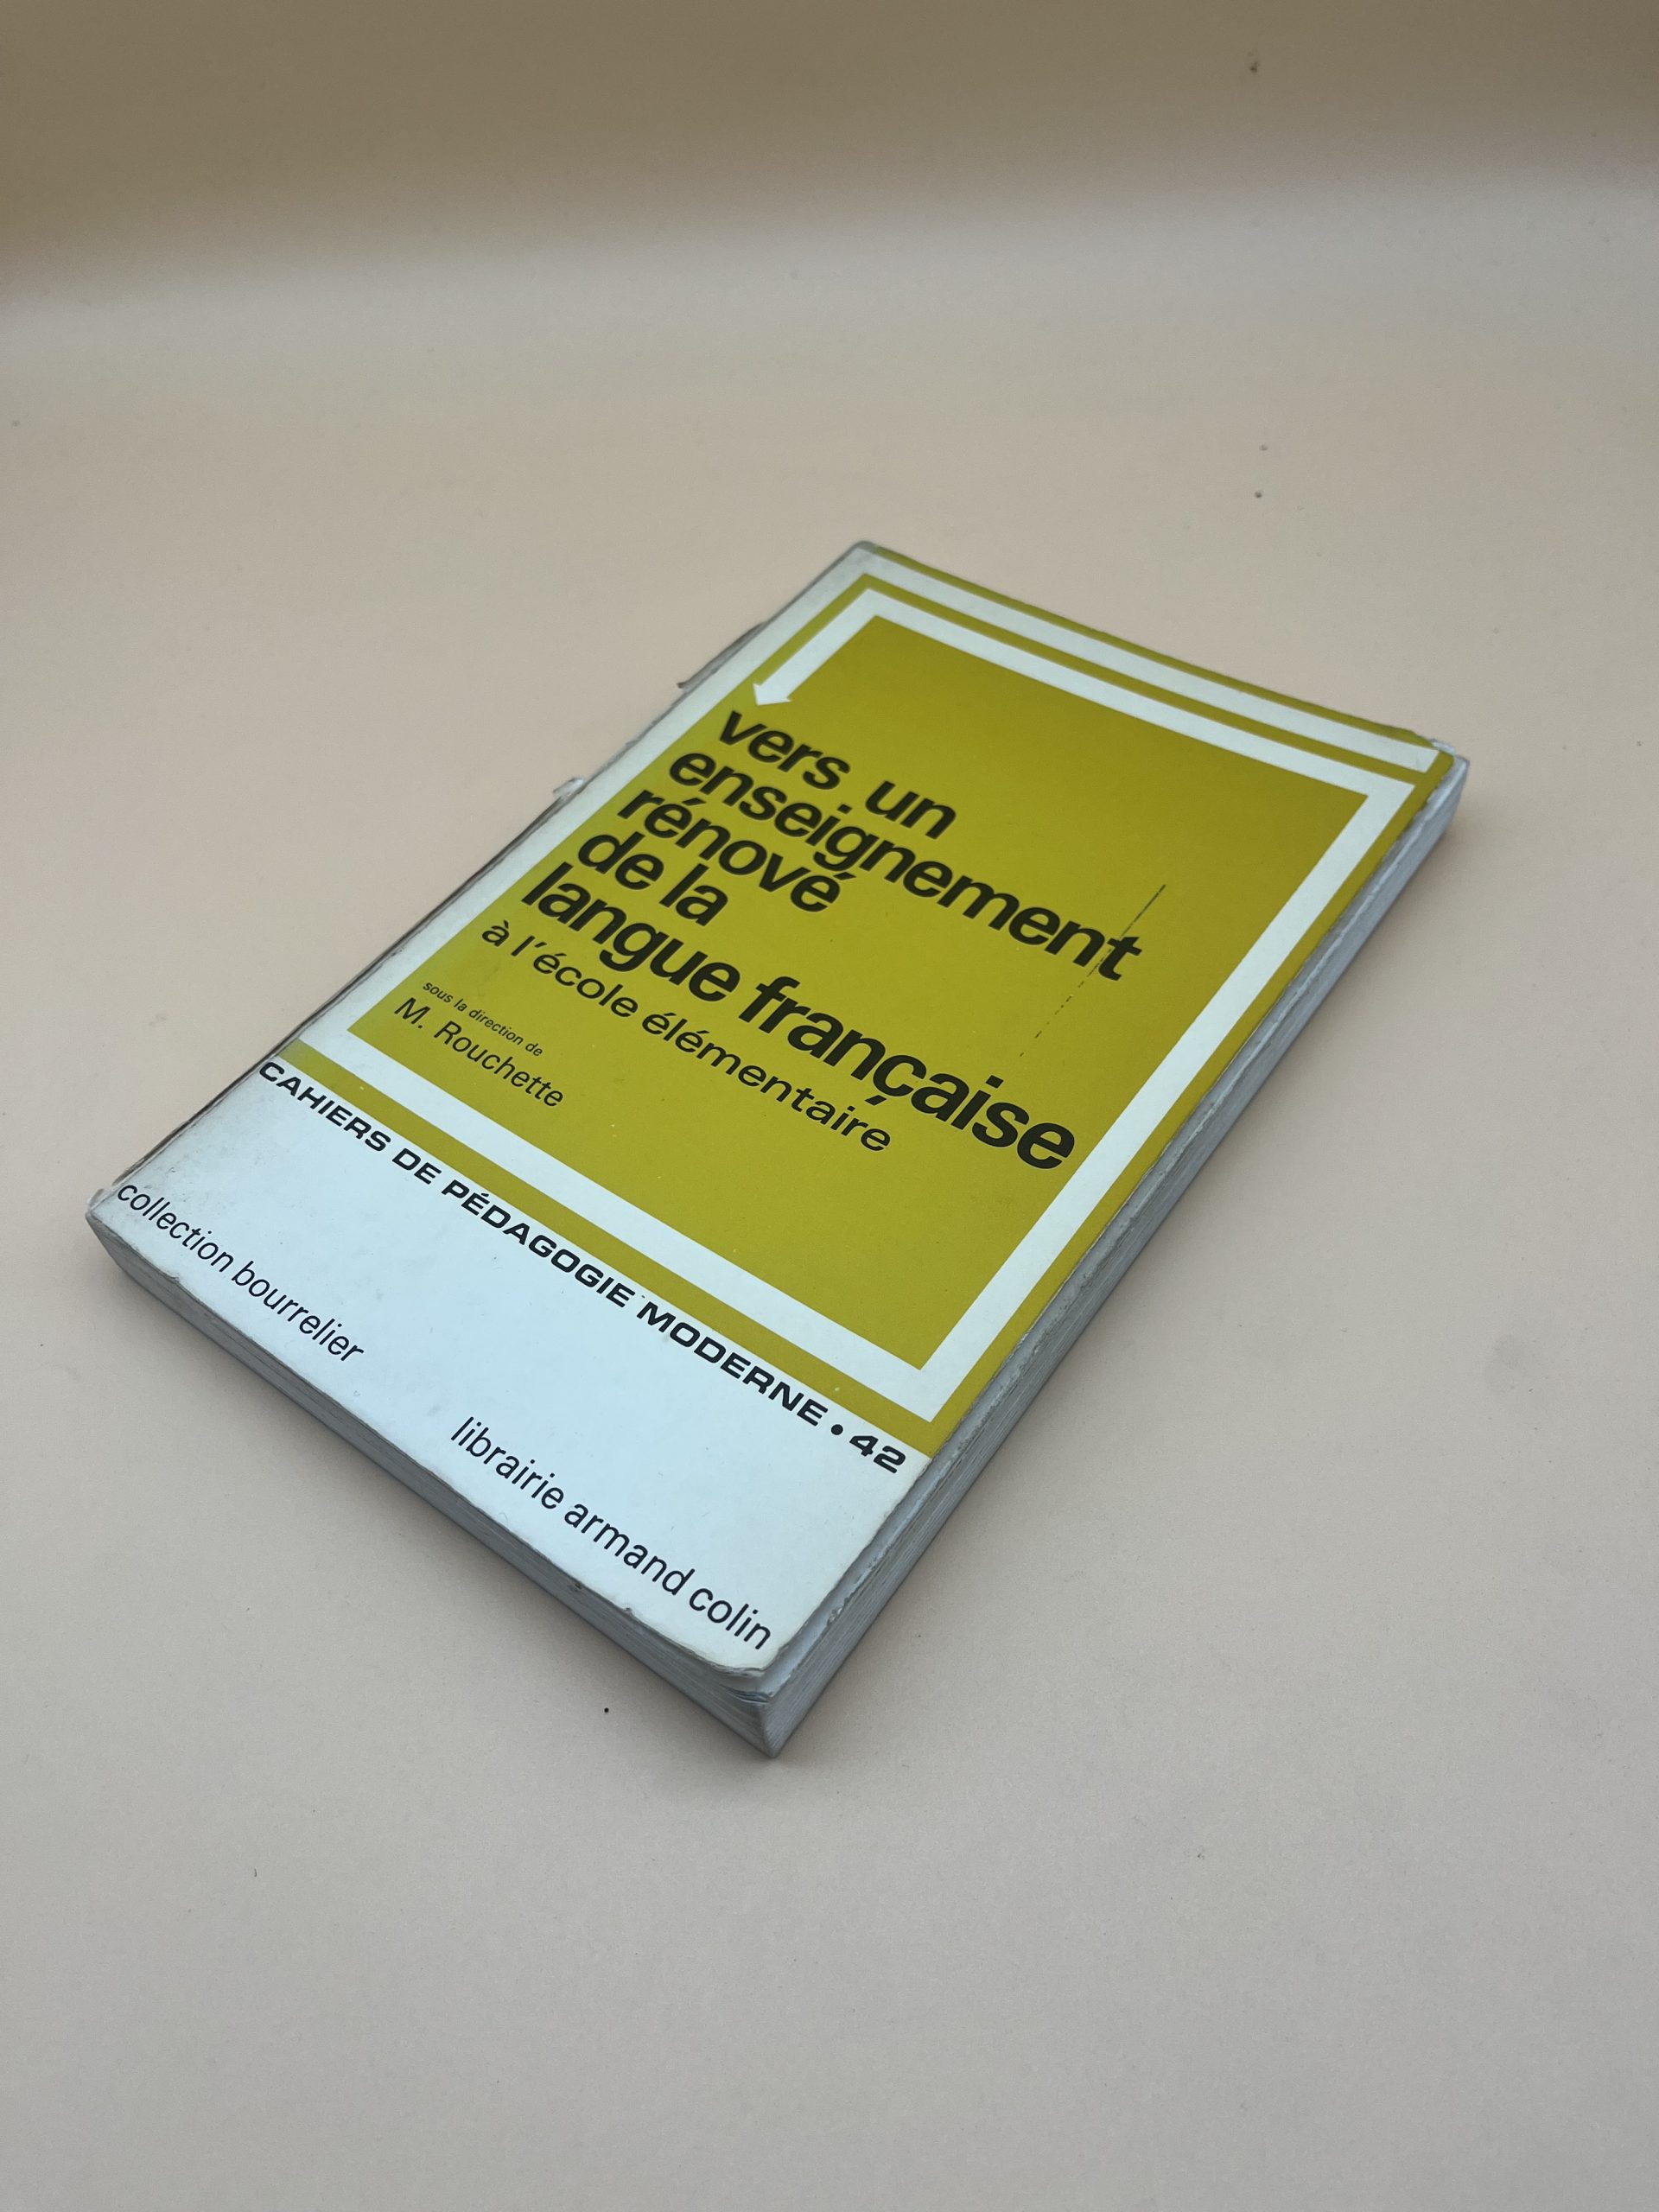 vers un
enseignement
rénové
de la
langue française
à l'école élémentaire
sous la direction de
M. Rouchette
CAHIERS DE PÉDAGOGIE MODERNE • 42
collection bourrelier
librairie armand colin